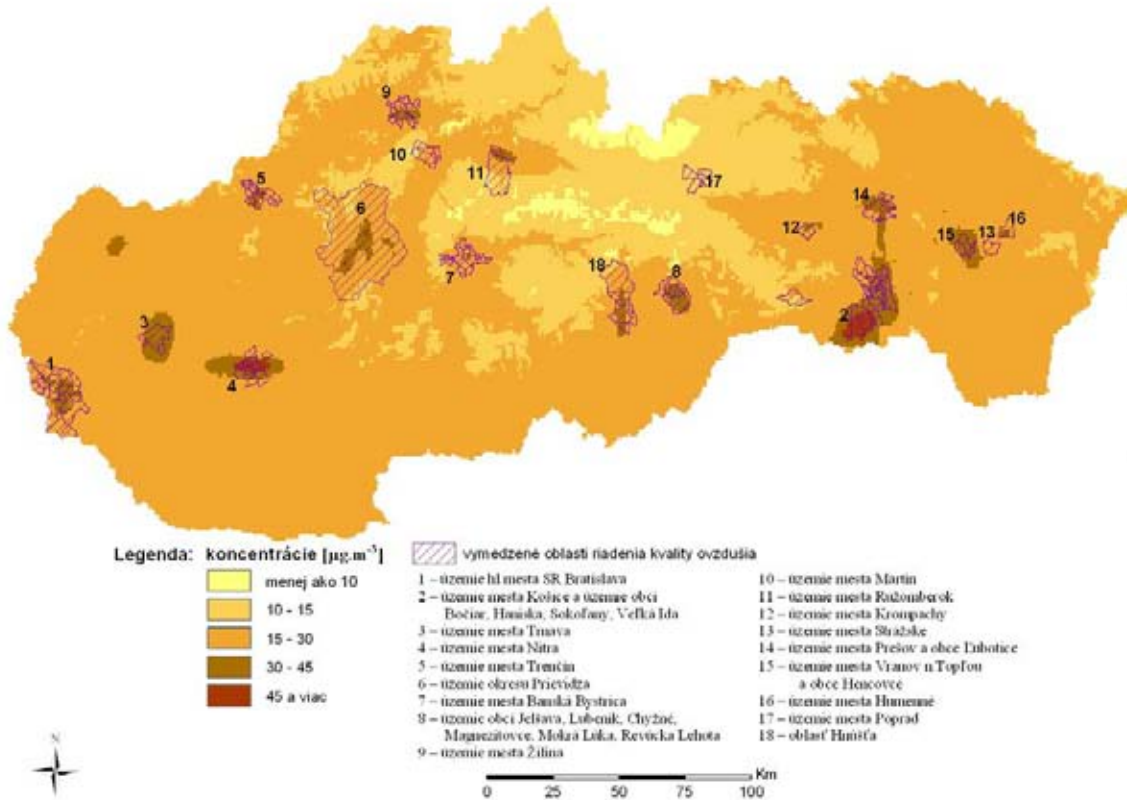 9
10
11
5
6
7
17
14
12
16
15
13
18
8
2
3
4
1
Legenda: koncentrácie [µg.m⁻³]
menej ako 10
10 - 15
15 - 30
30 - 45
45 a viac
vymedzené oblasti riadenia kvality ovzdušia
1 – územie hl mesta SR Bratislava
2 – územie mesta Košice a územie obcí
Bočiar, Haniska, Sokoľany, Veľká Ida
3 – územie mesta Trnava
4 – územie mesta Nitra
5 – územie mesta Trenčín
6 – územie okresu Prievidza
7 – územie mesta Banská Bystrica
8 – územie obcí Jelšava, Lubeník, Chyžné,
Magnezitovce, Mokrá Lúka, Revúcka Lehota
9 – územie mesta Žilina
10 – územie mesta Martin
11 – územie mesta Ružomberok
12 – územie mesta Krompachy
13 – územie mesta Strážske
14 – územie mesta Prešov a obce Ľubotice
15 – územie mesta Vranov n.Topľou
a obce Hencovce
16 – územie mesta Humenné
17 – územie mesta Poprad
18 – oblasť Hnúšťa
N
Km
0 25 50 75 100